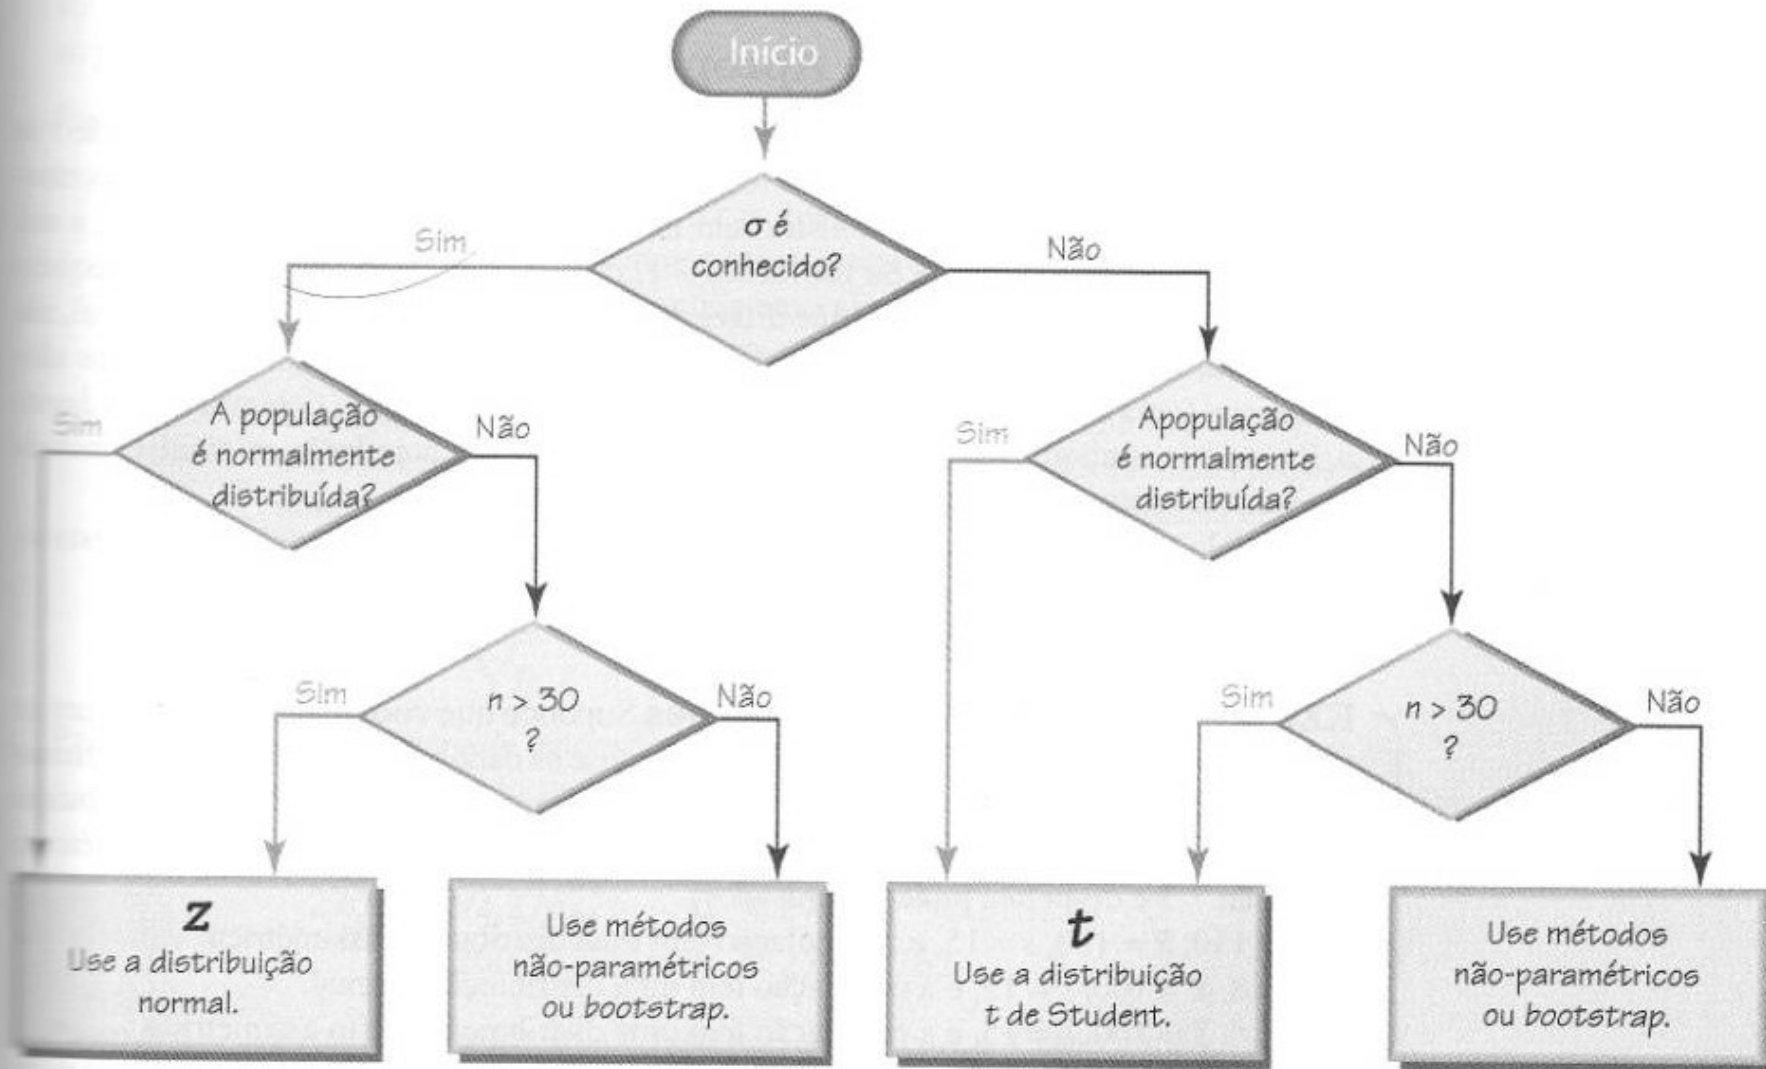 Início
σ é
conhecido?
Sim
Não
A população
é normalmente
distribuída?
Sim
Não
Apopulação
é normalmente
distribuída?
Sim
Não
n > 30
?
Sim
Não
n > 30
?
Sim
Não
z
Use a distribuição
normal.
Use métodos
não-paramétricos
ou bootstrap.
t
Use a distribuição
t de Student.
Use métodos
não-paramétricos
ou bootstrap.